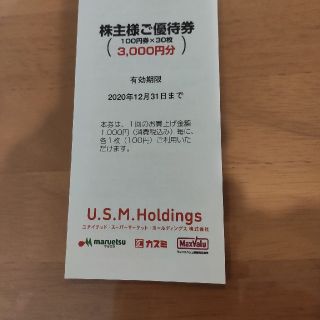 株主様ご優待券
(100円券×30枚
3,000円分)
有効期限
2020年12月31日まで
本券は、1回のお買上げ金額
1,000円(消費税込み)毎に、
各1枚(100円)ご利用いた
だけます。
U.S.M.Holdings
ユナイテッド・スーパーマーケット・ホールディングス 株式会社
maruetsu カスミ MaxValu
マルエツ